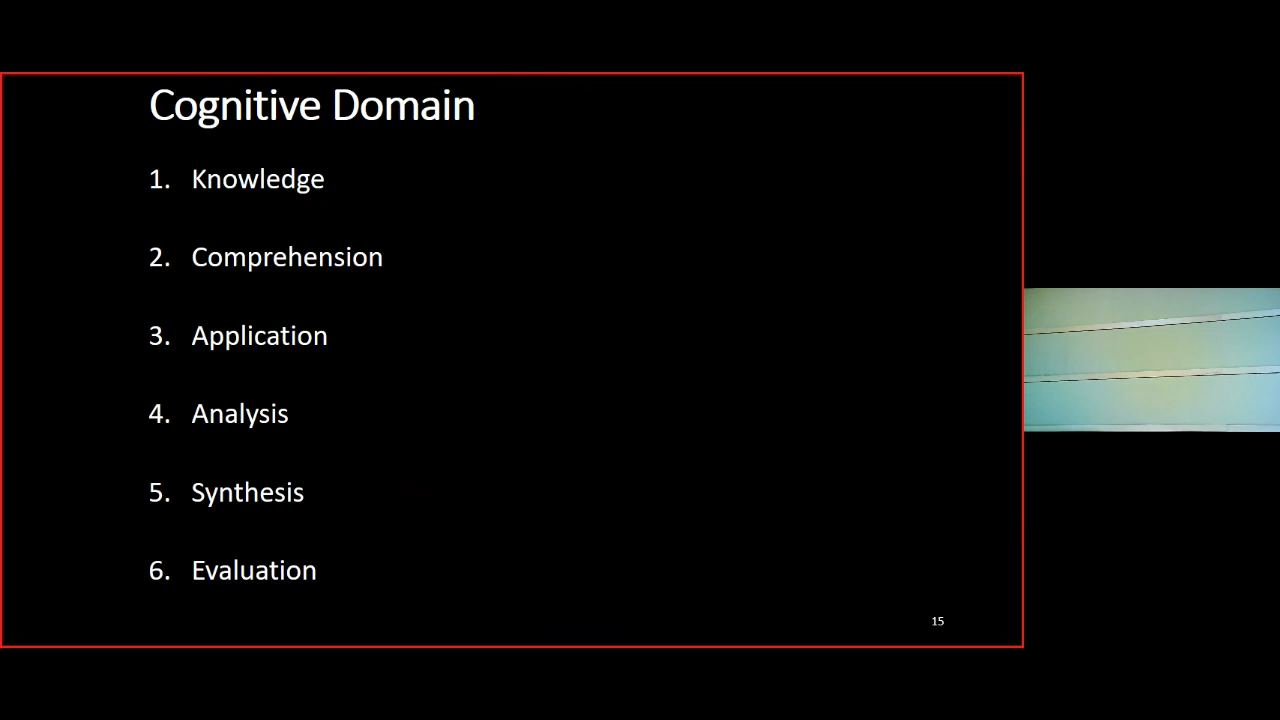 Cognitive Domain
1. Knowledge
2. Comprehension
3. Application
4. Analysis
5. Synthesis
6. Evaluation
15